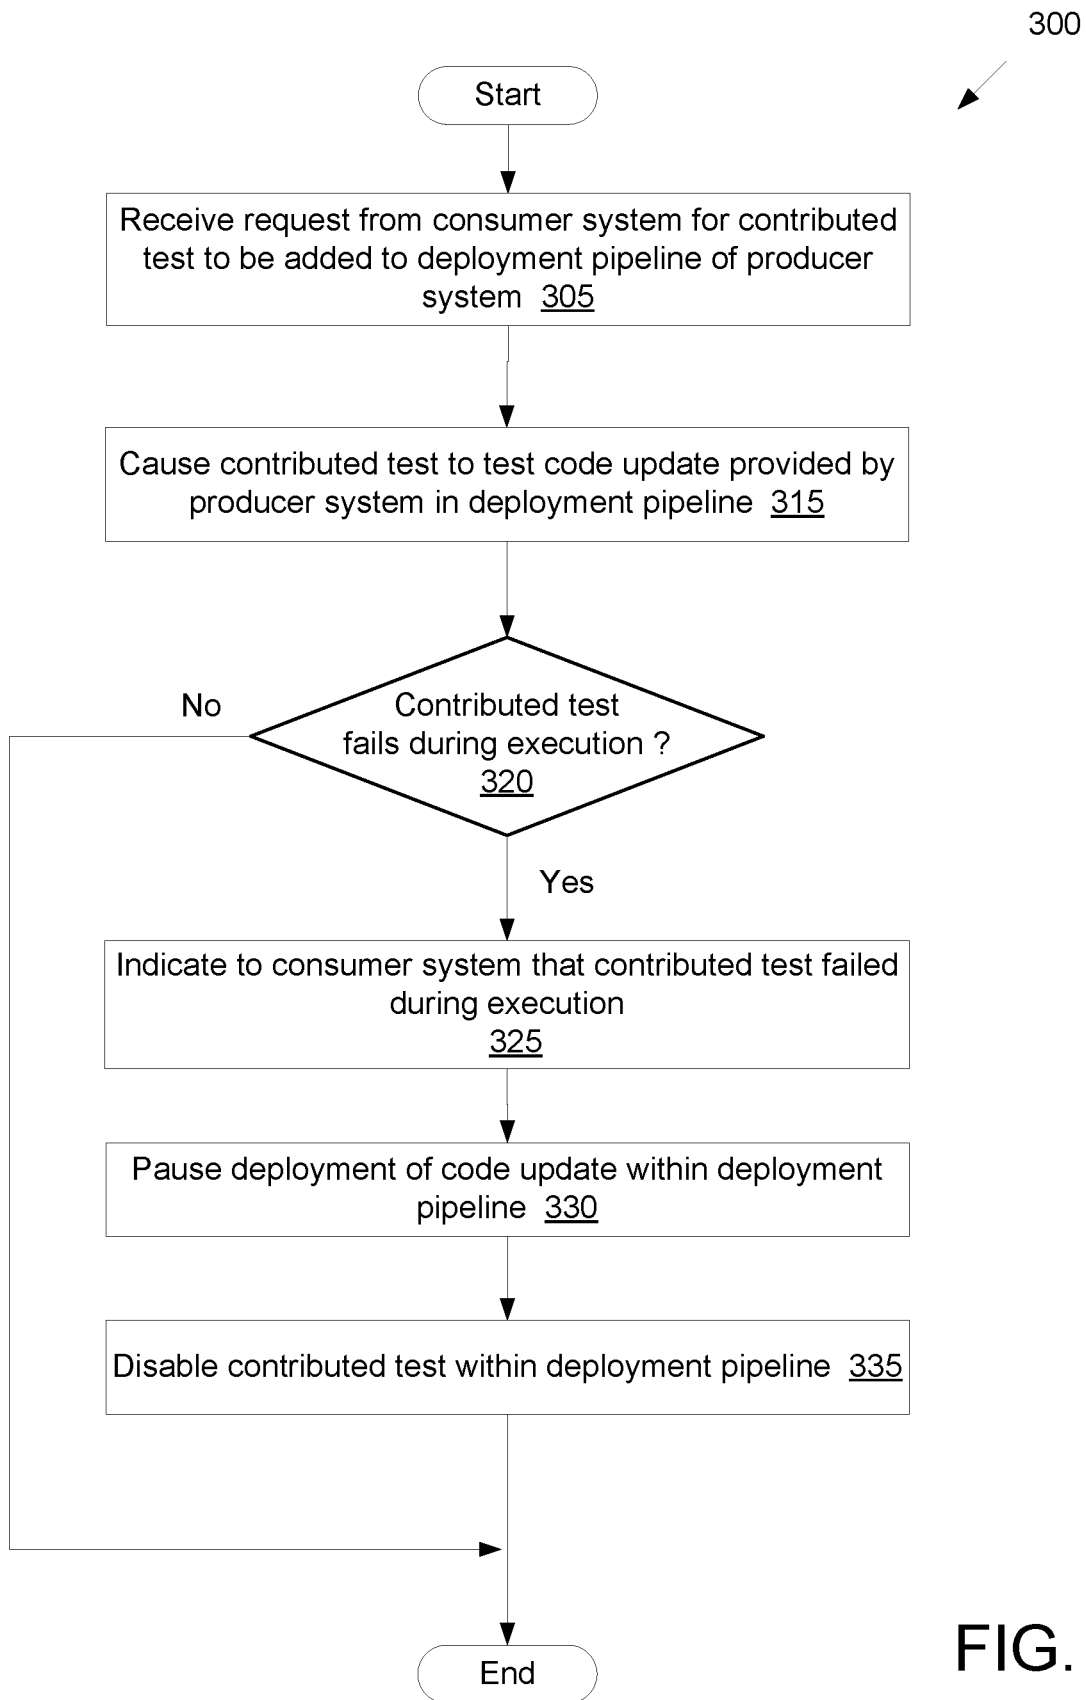 300
Start
Receive request from consumer system for contributed
test to be added to deployment pipeline of producer
system 305
Cause contributed test to test code update provided by
producer system in deployment pipeline 315
No
Contributed test
fails during execution ?
320
Yes
Indicate to consumer system that contributed test failed
during execution
325
Pause deployment of code update within deployment
pipeline 330
Disable contributed test within deployment pipeline 335
End
FIG.